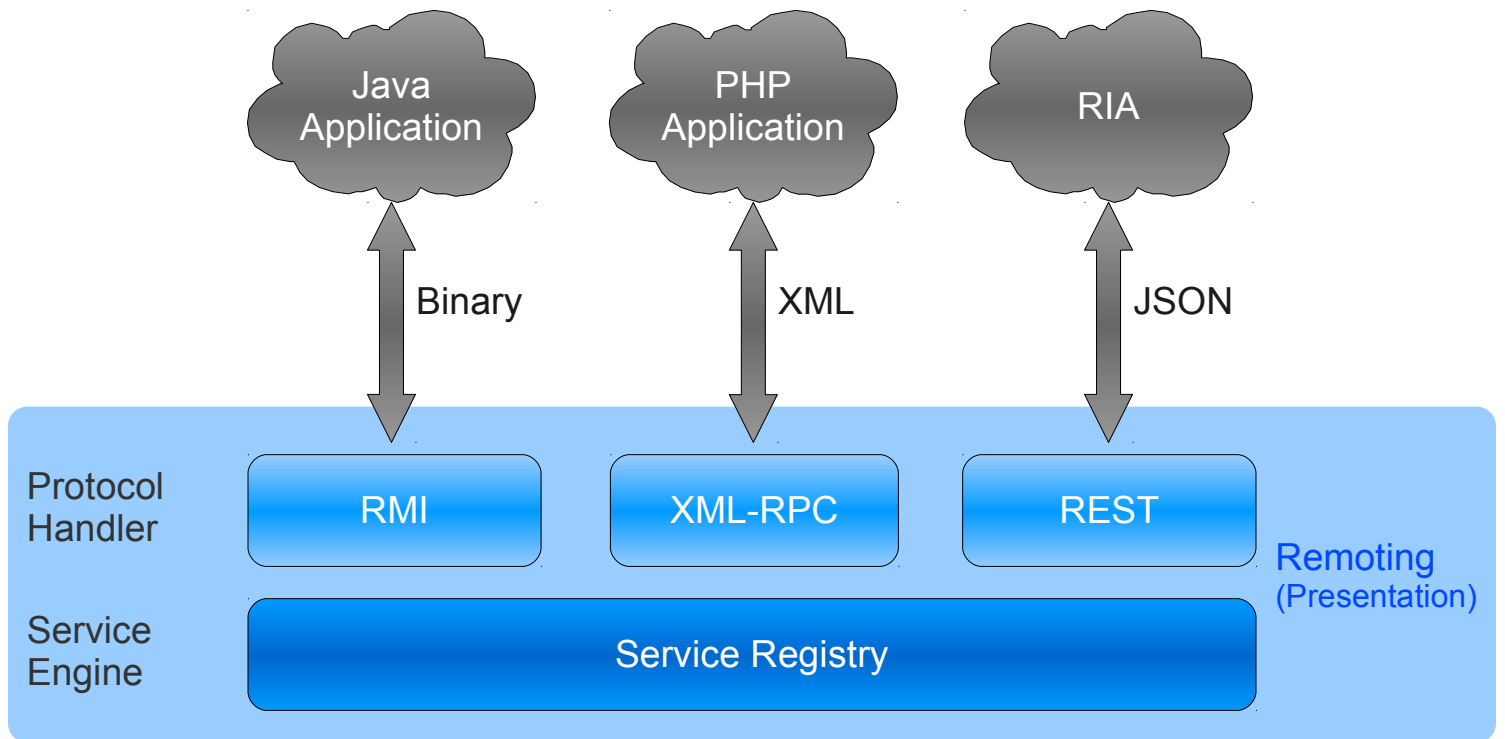 Java
Application
PHP
Application
RIA
Binary
XML
JSON
Protocol
Handler
RMI
XML-RPC
REST
Remoting
(Presentation)
Service
Engine
Service Registry